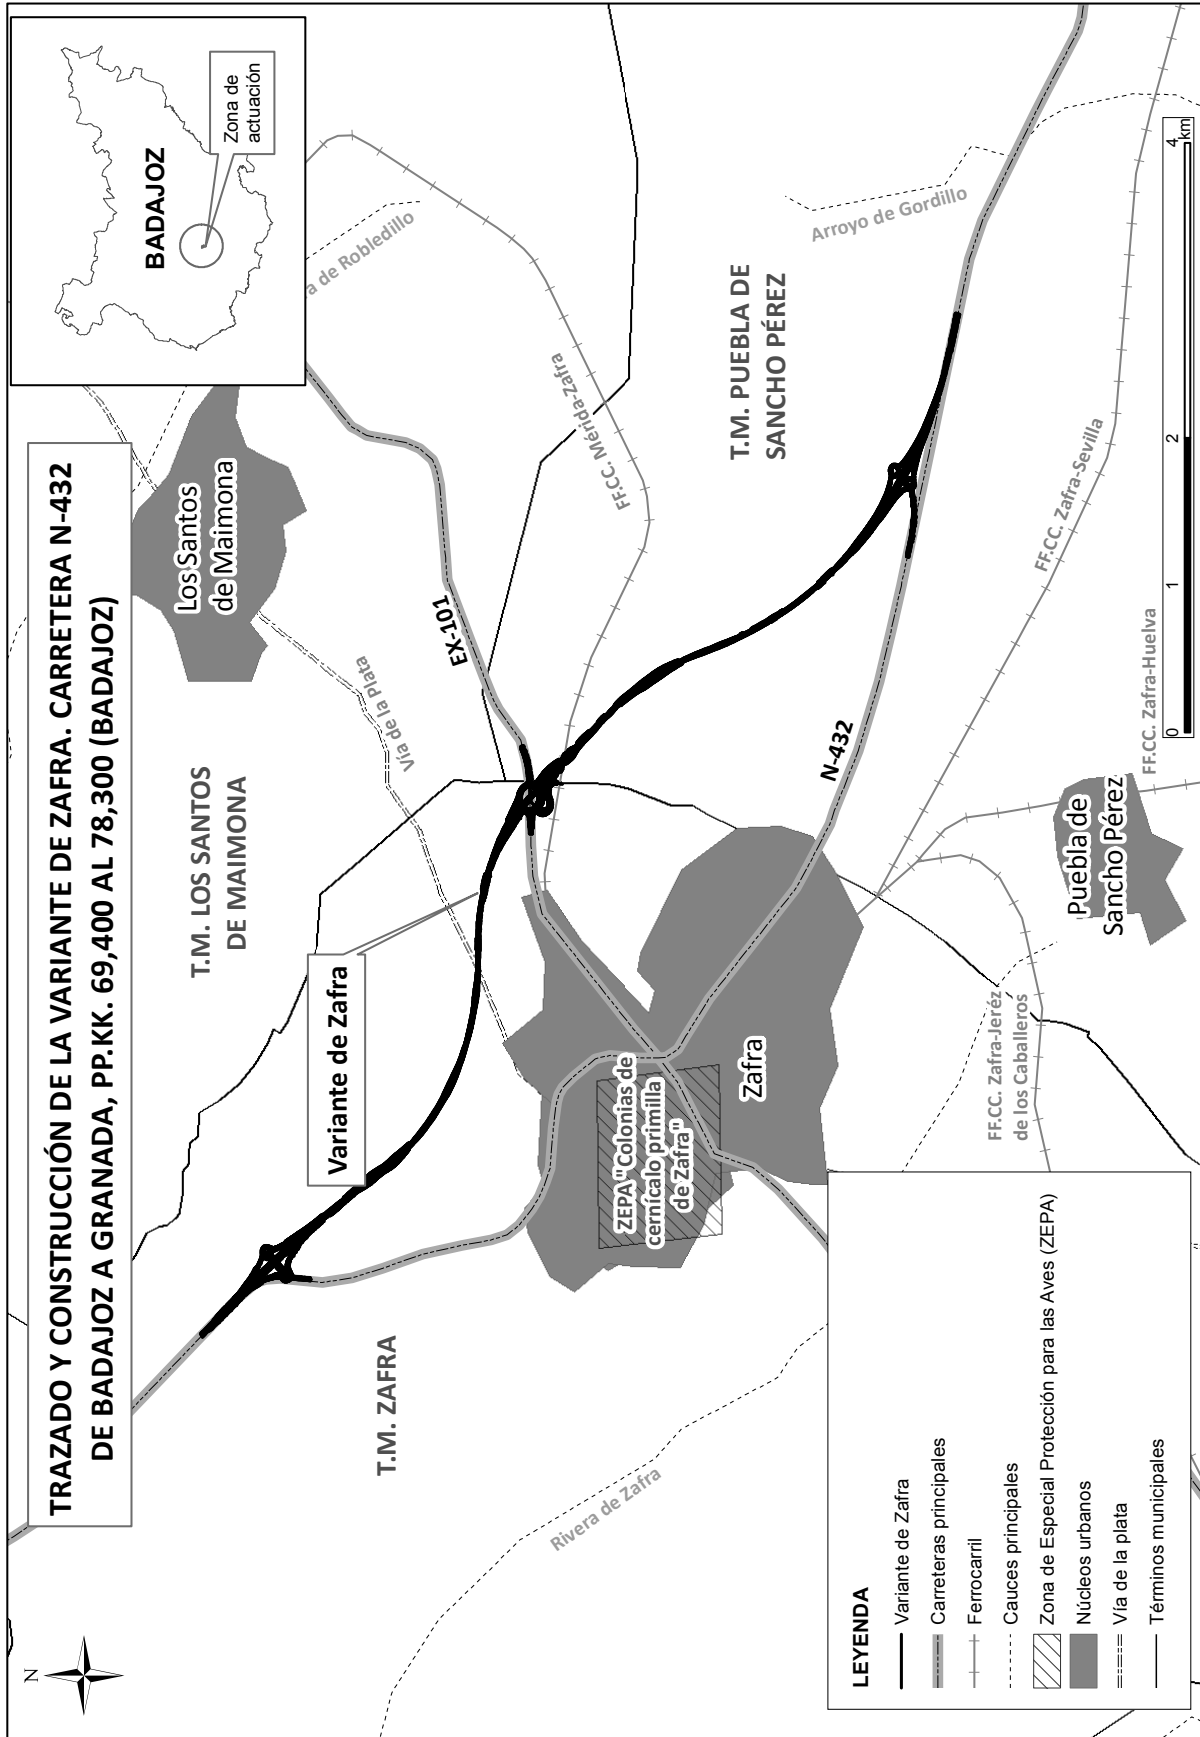 TRAZADO Y CONSTRUCCIÓN DE LA VARIANTE DE ZAFRA. CARRETERA N-432
DE BADAJOZ A GRANADA, PP.KK. 69,400 AL 78,300 (BADAJOZ)
N
BADAJOZ
Zona de
actuación
Los Santos
de Maimona
a de Robledillo
T.M. LOS SANTOS
DE MAIMONA
Vía de la Plata
EX-101
FF.CC. Mérida-Zafra
Variante de Zafra
T.M. ZAFRA
T.M. PUEBLA DE
SANCHO PÉREZ
Arroyo de Gordillo
Rivera de Zafra
ZEPA "Colonias de
cernícalo primilla
de Zafra"
Zafra
N-432
FF.CC. Zafra-Sevilla
FF.CC. Zafra-Huelva
FF.CC. Zafra-Jeréz
de los Caballeros
Puebla de
Sancho Pérez
LEYENDA
Variante de Zafra
Carreteras principales
Ferrocarril
Cauces principales
Zona de Especial Protección para las Aves (ZEPA)
Núcleos urbanos
Vía de la plata
Términos municipales
0 1 2 4
km